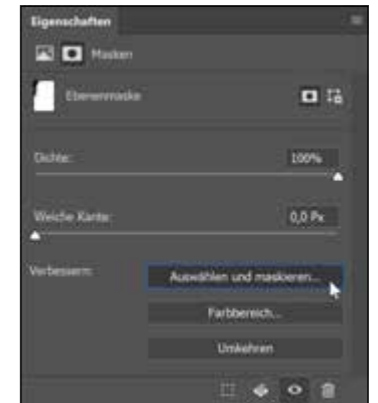 Eigenschaften
Masken
Ebenenmaske
Dichte: 100%
Weiche Kante: 0,0 Px
Verbessern: Auswählen und maskieren...
Farbbereich...
Umkehren